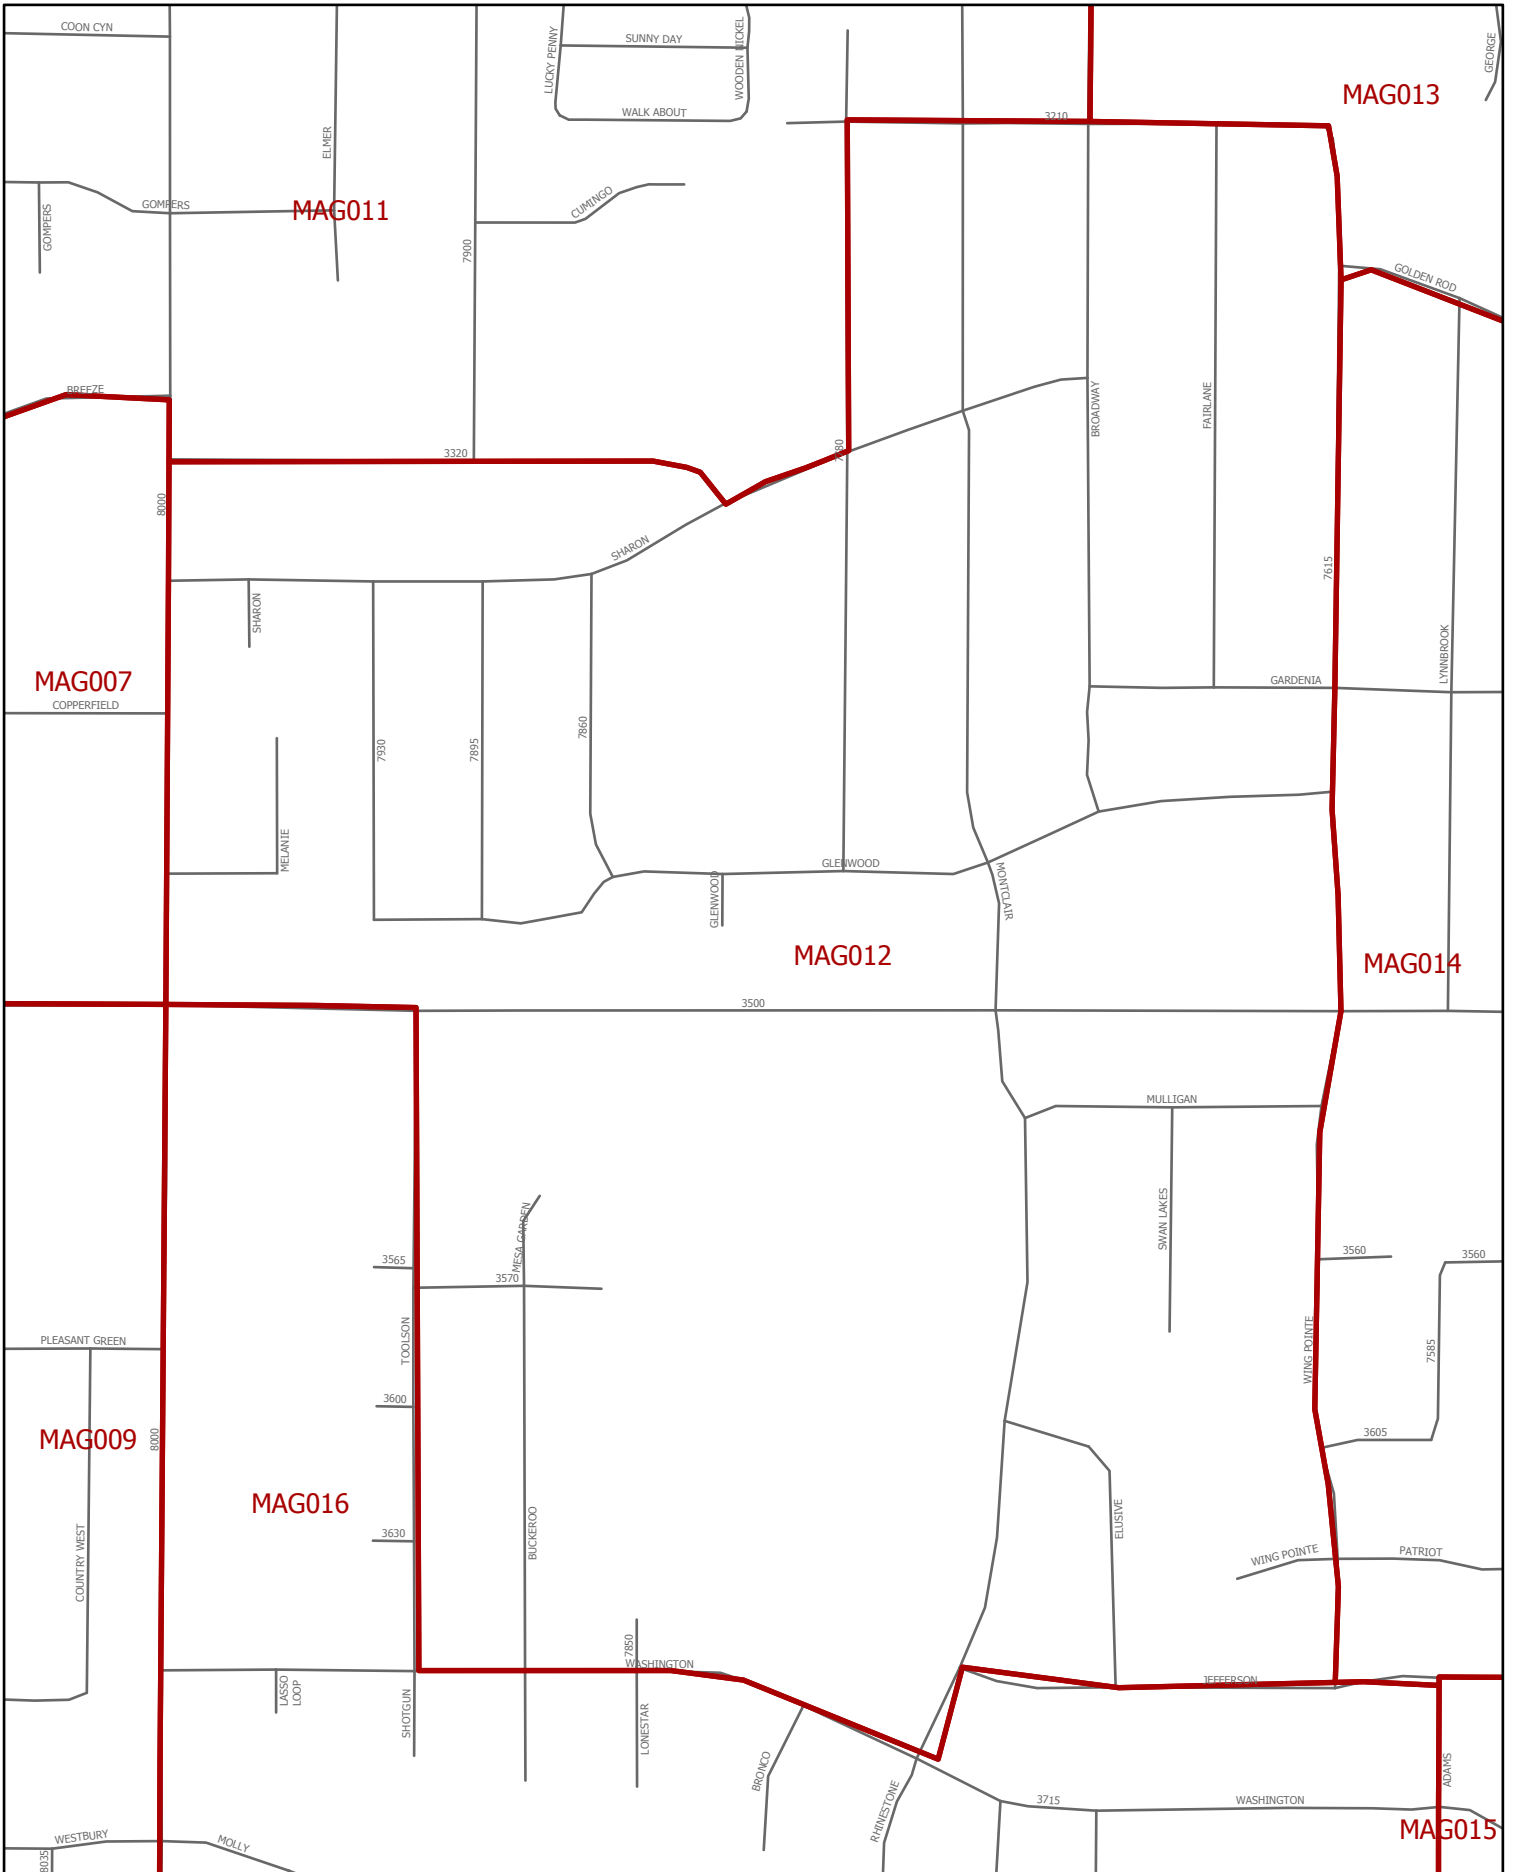 COON CYN
LUCKY PENNY
SUNNY DAY
WOODEN NICKEL
GEORGE
MAG013
WALK ABOUT
3210
ELMER
GOMPERS
GOMPERS
MAG011
CUMINGO
7900
GOLDEN ROD
BREEZE
BROADWAY
FAIRLANE
3320
8000
SHARON
7615
SHARON
LYNNBROOK
MAG007
GARDENIA
COPPERFIELD
7930
7895
7860
MELANIE
GLENWOOD
GLENWOOD
MONTCLAIR
MAG012
MAG014
3500
MULLIGAN
SWAN LAKES
MESA GARDEN
3565
3570
3560
3560
PLEASANT GREEN
TOOLSON
WING POINTE
7585
3600
MAG009
8000
3605
MAG016
ELUSIVE
BUCKEROO
3630
COUNTRY WEST
WING POINTE
PATRIOT
7850
WASHINGTON
JEFFERSON
LASSO
LOOP
SHOTGUN
LONESTAR
BRONCO
RHINESTONE
ADAMS
3715
WASHINGTON
MAG015
WESTBURY
MOLLY
8035